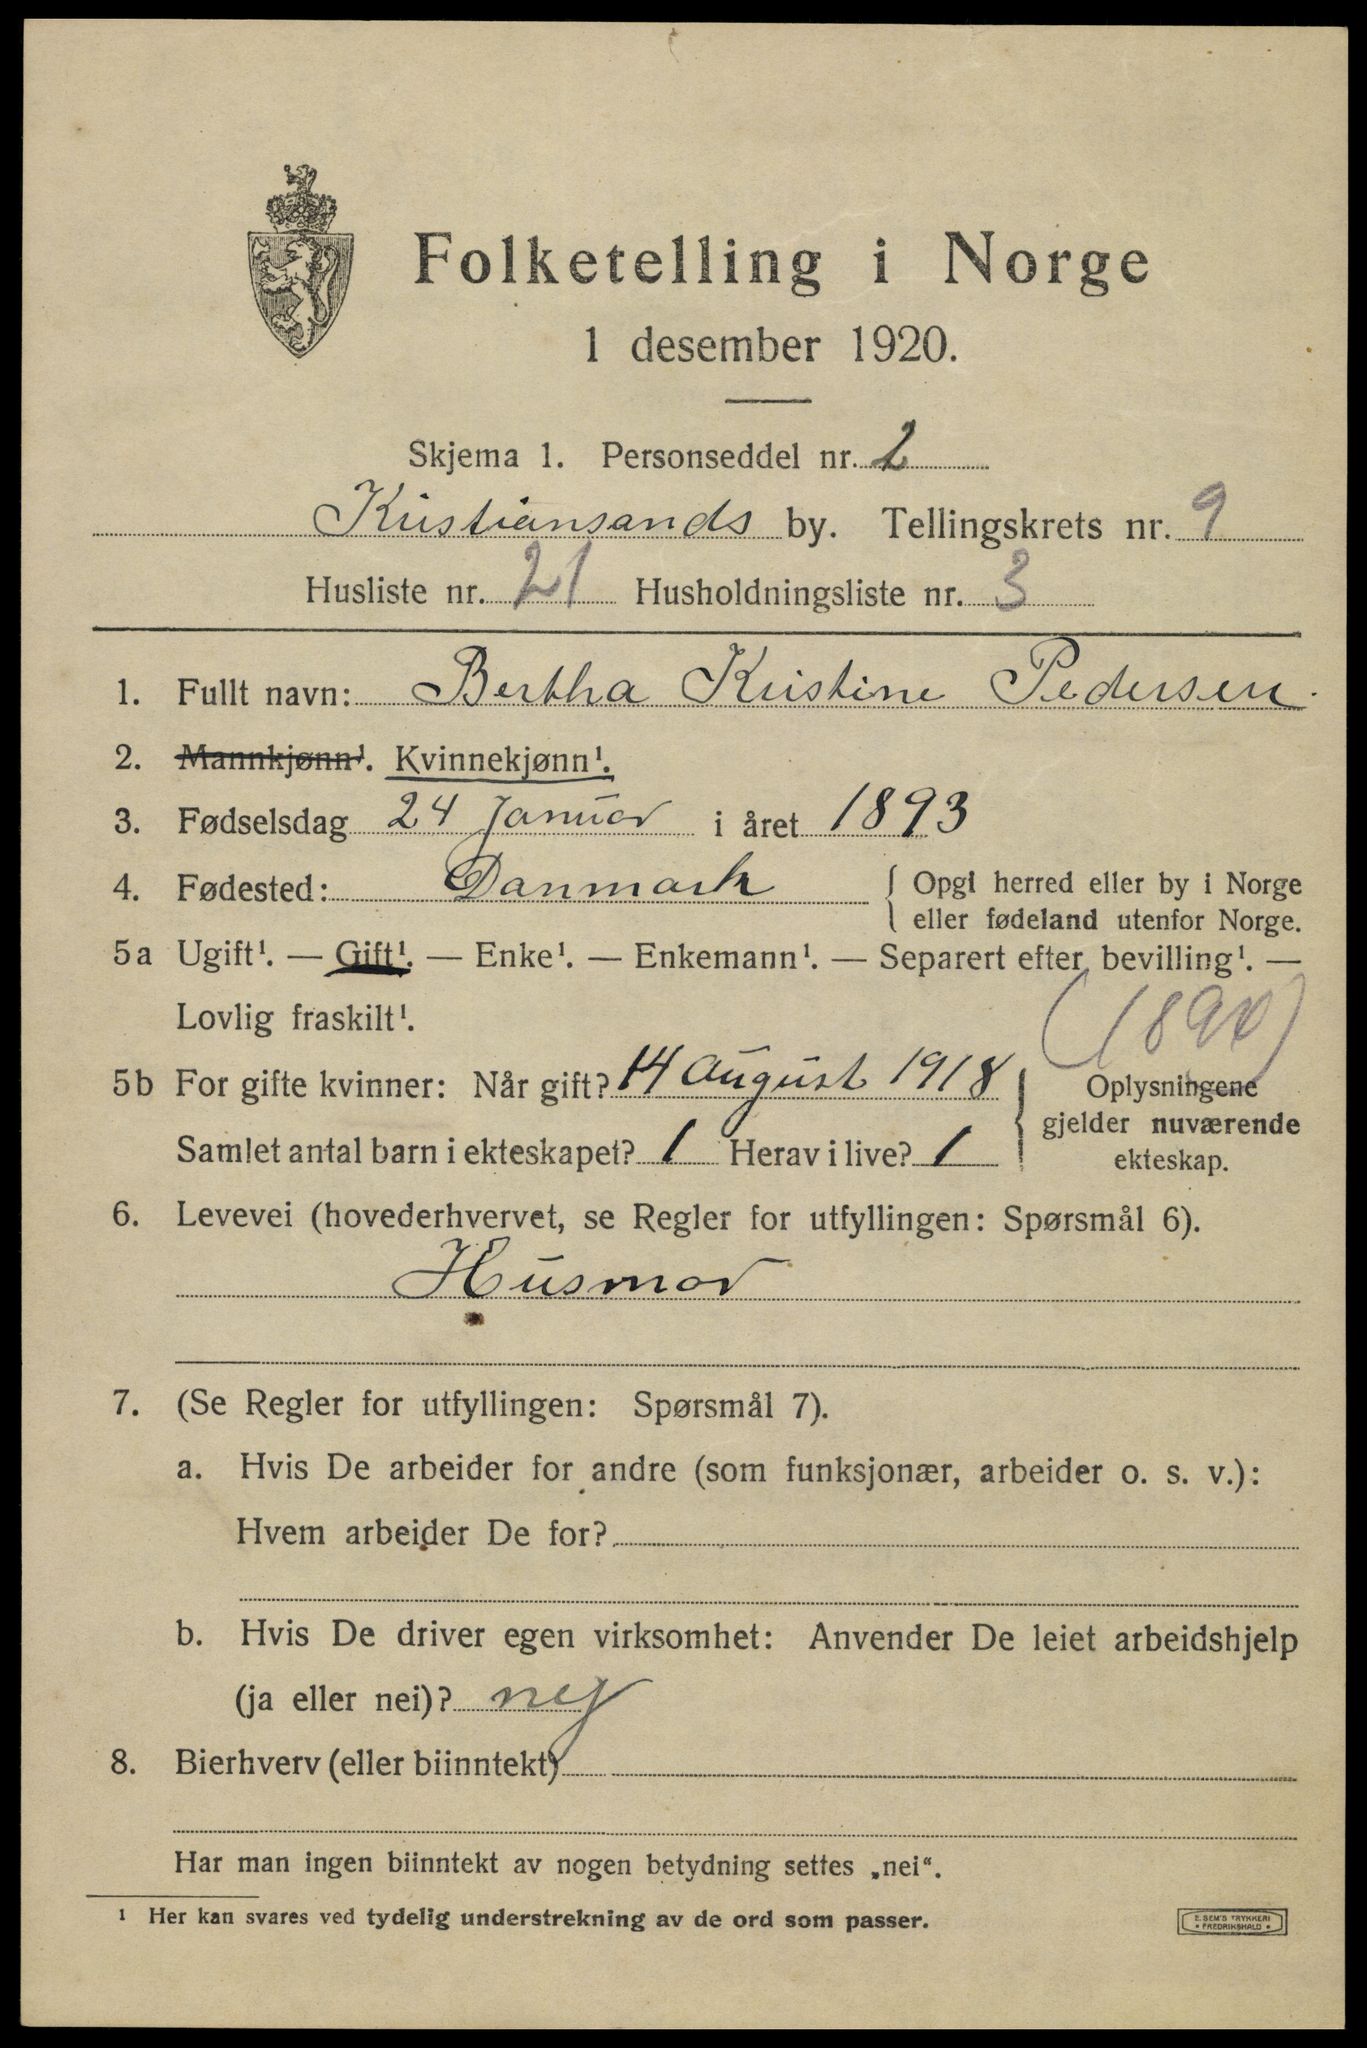 Folketelling i Norge
1 desember 1920.
Skjema 1. Personseddel nr. 2
Kristiansands by. Tellingskrets nr. 9
Husliste nr. 21 Husholdningsliste nr. 3
1. Fullt navn: Bertha Kristine Pedersen.
2. Mannkjønn¹. Kvinnekjønn¹.
3. Fødselsdag 24 Januar i året 1893
4. Fødested: Danmark { Opgi herred eller by i Norge
eller fødeland utenfor Norge.
5a Ugift¹. — Gift¹. — Enke¹. — Enkemann¹. — Separert efter bevilling¹. —
Lovlig fraskilt¹.
5b For gifte kvinner: Når gift? 14 August 1918 } Oplysningene
gjelder nuværende
Samlet antal barn i ekteskapet? 1 Herav i live? 1
ekteskap.
6. Levevei (hovederhvervet, se Regler for utfyllingen: Spørsmål 6).
Husmor
7. (Se Regler for utfyllingen: Spørsmål 7).
a. Hvis De arbeider for andre (som funksjonær, arbeider o. s. v.):
Hvem arbeider De for?
b. Hvis De driver egen virksomhet: Anvender De leiet arbeidshjelp
(ja eller nei)? nej
8. Bierhverv (eller biinntekt)
Har man ingen biinntekt av nogen betydning settes „nei“.
¹ Her kan svares ved tydelig understrekning av de ord som passer.
E. SEM'S TRYKKERI
• FREDRIKSHALD •